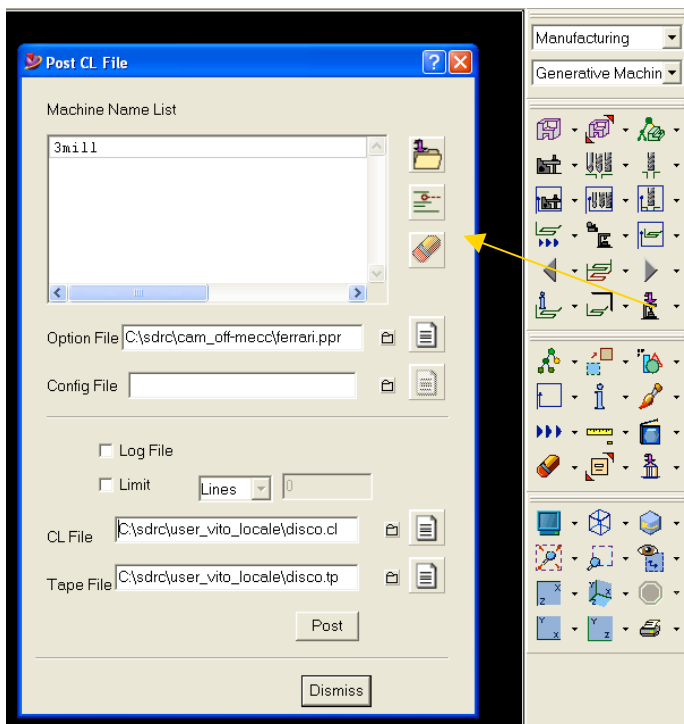 Post CL File
Manufacturing
Generative Machin
Machine Name List
3mill
Option File C:\sdrc\cam_off-mecc\ferrari.ppr
Config File
Log File
Limit Lines 0
CL File C:\sdrc\user_vito_locale\disco.cl
Tape File C:\sdrc\user_vito_locale\disco.tp
Post
Dismiss